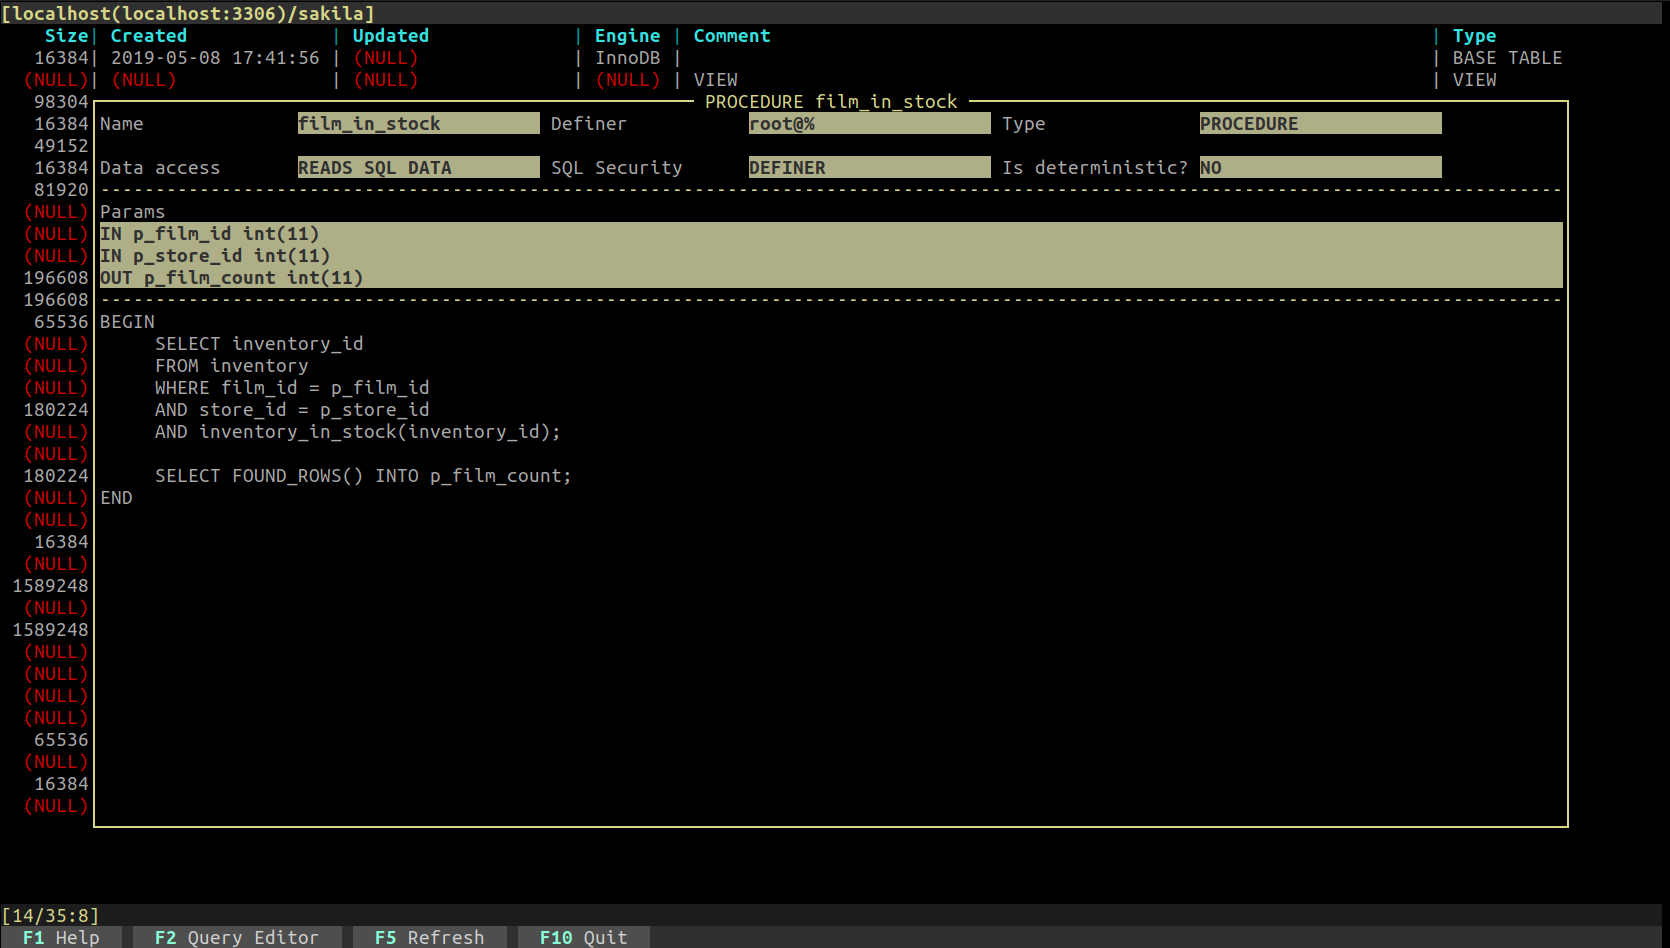 [localhost(localhost:3306)/sakila]
Size| Created | Updated | Engine | Comment | Type
16384| 2019-05-08 17:41:56 | (NULL) | InnoDB | | BASE TABLE
(NULL)| (NULL) | (NULL) | (NULL) | VIEW | VIEW
98304 PROCEDURE film_in_stock
16384 Name film_in_stock Definer root@% Type PROCEDURE
49152
16384 Data access READS SQL DATA SQL Security DEFINER Is deterministic? NO
81920
(NULL) Params
(NULL) IN p_film_id int(11)
(NULL) IN p_store_id int(11)
196608 OUT p_film_count int(11)
196608
65536 BEGIN
(NULL) SELECT inventory_id
(NULL) FROM inventory
(NULL) WHERE film_id = p_film_id
180224 AND store_id = p_store_id
(NULL) AND inventory_in_stock(inventory_id);
(NULL)
180224 SELECT FOUND_ROWS() INTO p_film_count;
(NULL) END
(NULL)
16384
(NULL)
1589248
(NULL)
1589248
(NULL)
(NULL)
(NULL)
(NULL)
65536
(NULL)
16384
(NULL)
[14/35:8]
F1 Help F2 Query Editor F5 Refresh F10 Quit